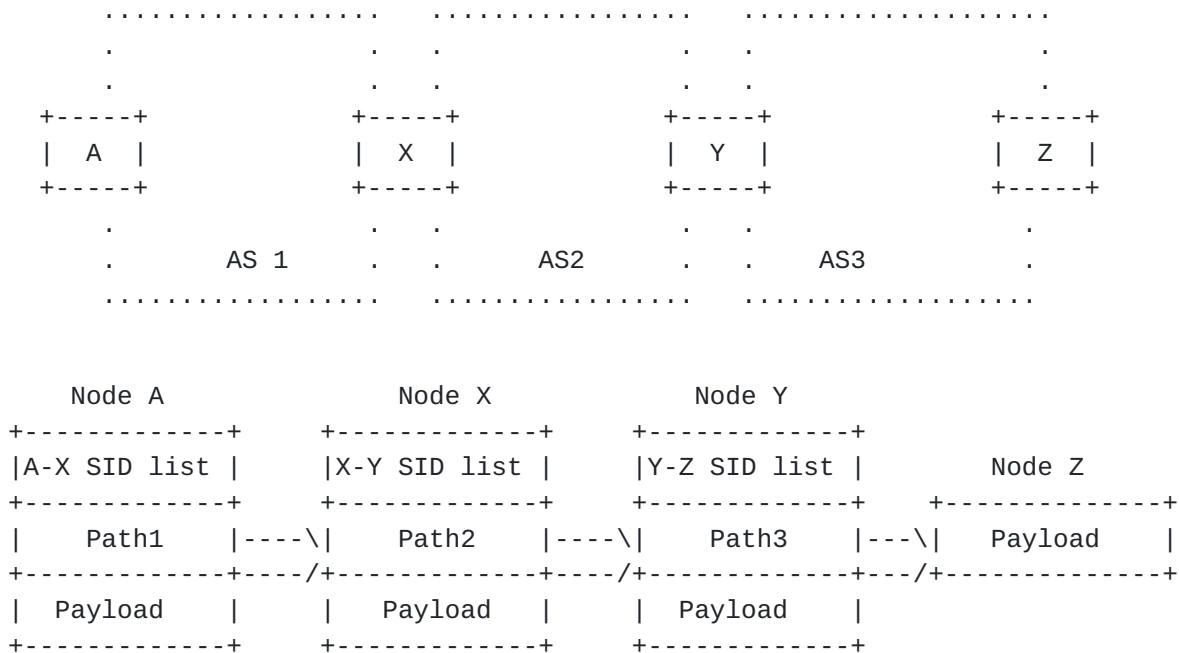 ..................   .................   ....................
.                 .   .                .   .                   .
.                 .   .                .   .                   .
+-----+             +-----+             +-----+              +-----+
|  A  |             |  X  |             |  Y  |              |  Z  |
+-----+             +-----+             +-----+              +-----+
.                 .   .                .   .                  .
.       AS 1      .   .      AS2       .   .    AS3           .
..................   .................   ...................
Node A               Node X             Node Y
+-------------+     +-------------+     +-------------+
|A-X SID list |     |X-Y SID list |     |Y-Z SID list |        Node Z
+-------------+     +-------------+     +-------------+    +--------------+
|    Path1    |----\|    Path2    |----\|    Path3    |---\|   Payload    |
+-------------+----/+-------------+----/+-------------+---/+--------------+
|  Payload    |     |   Payload   |     |  Payload    |
+-------------+     +-------------+     +-------------+